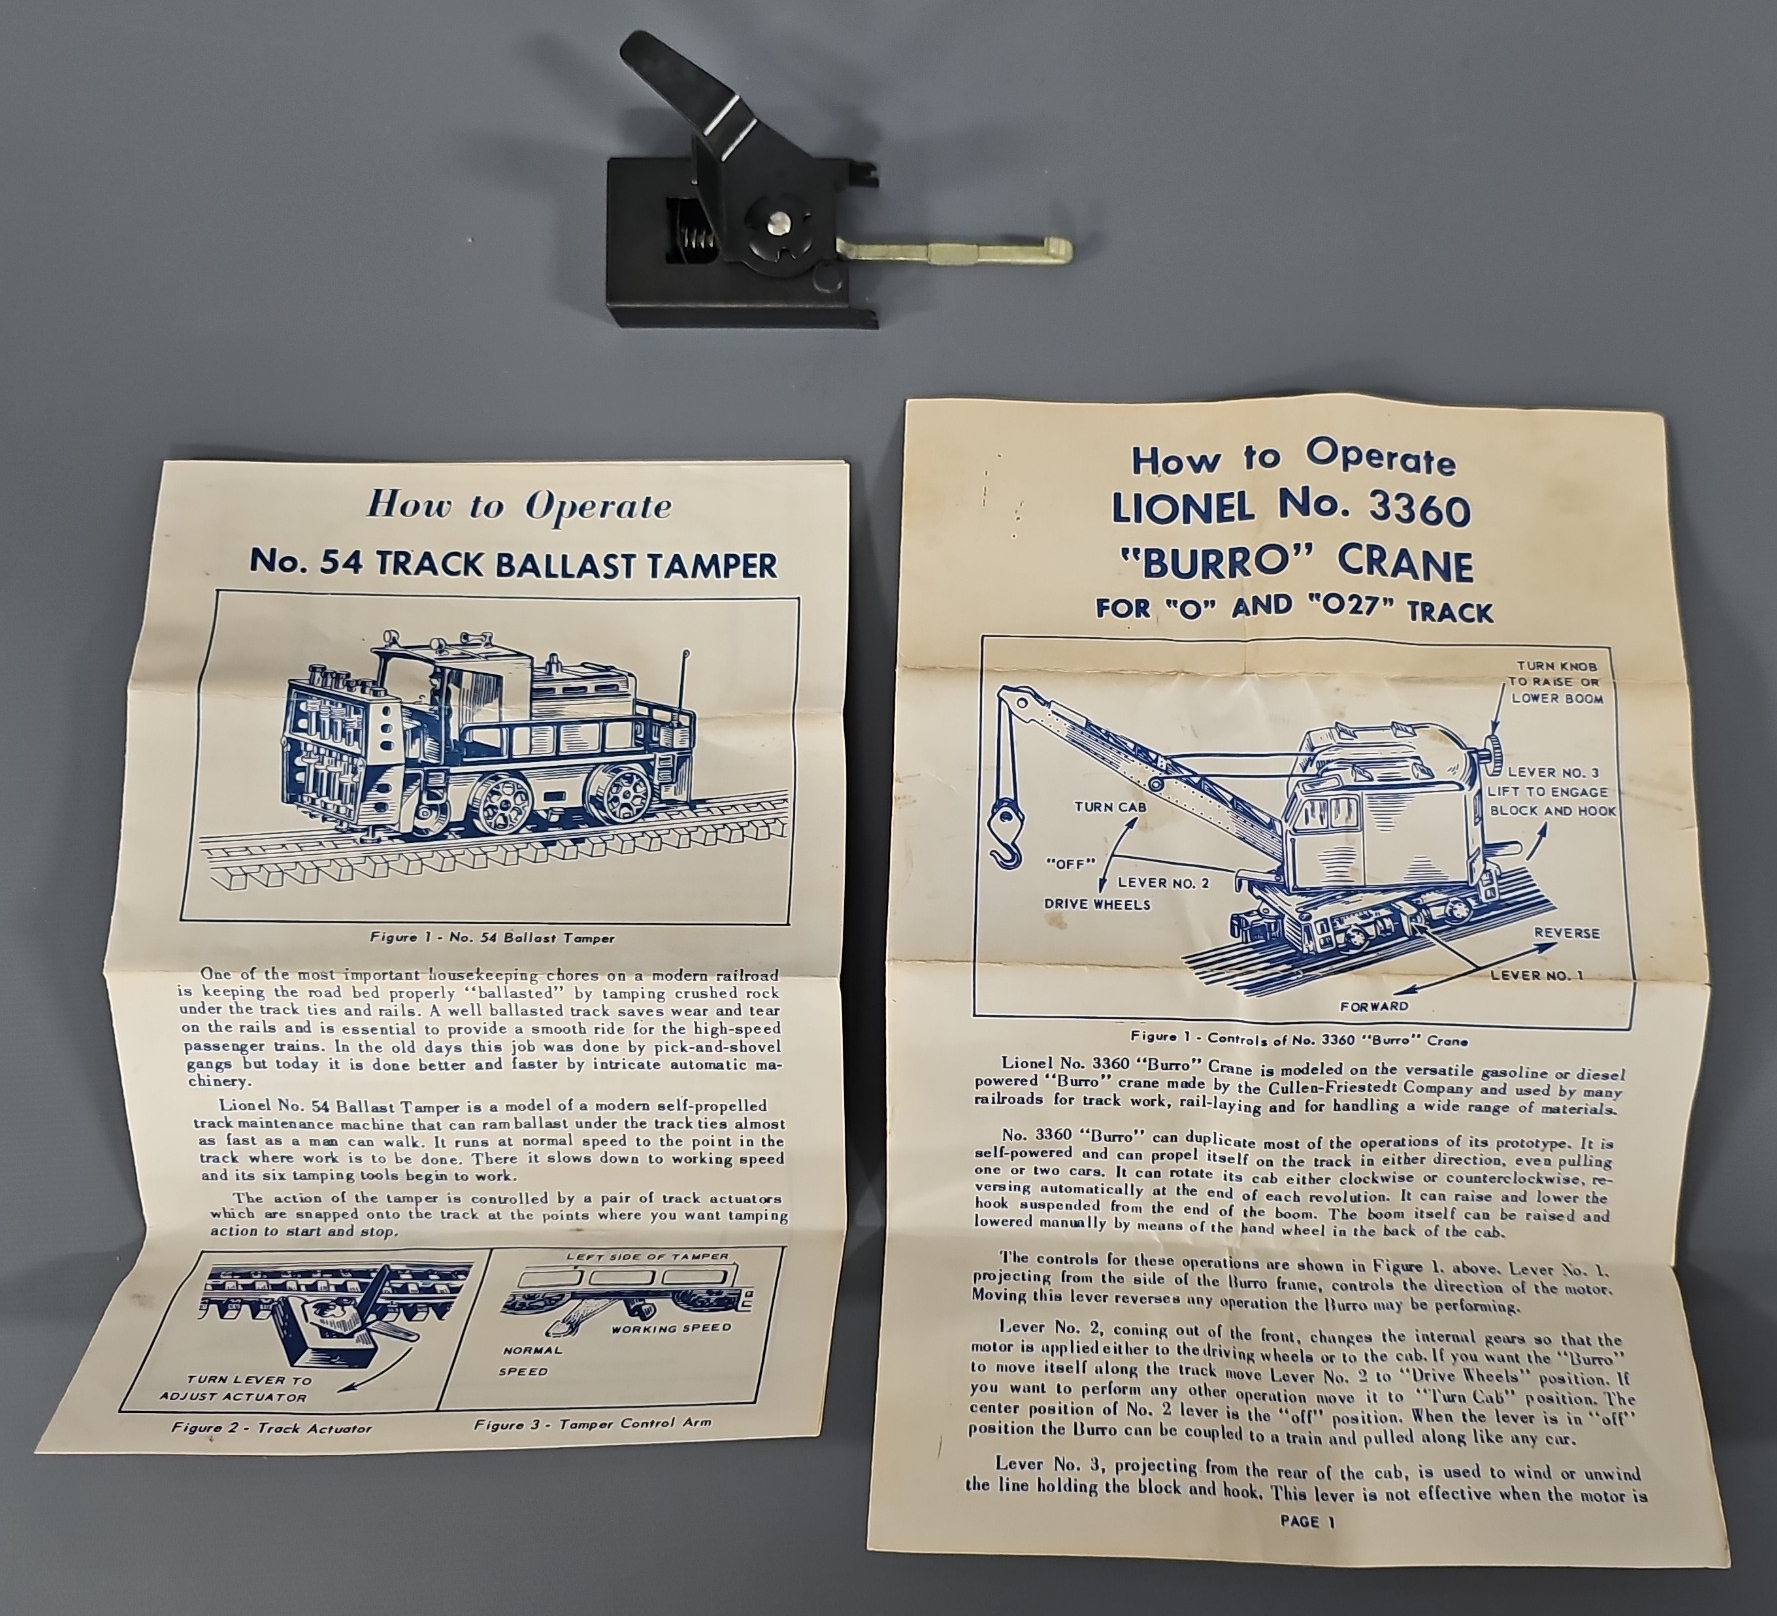 How to Operate
No. 54 TRACK BALLAST TAMPER
Figure 1 - No. 54 Ballast Tamper
One of the most important housekeeping chores on a modern railroad
is keeping the road bed properly "ballasted" by tamping crushed rock
under the track ties and rails. A well ballasted track saves wear and tear
on the rails and is essential to provide a smooth ride for the high-speed
passenger trains. In the old days this job was done by pick-and-shovel
gangs but today it is done better and faster by intricate automatic ma-
chinery.
Lionel No. 54 Ballast Tamper is a model of a modern self-propelled
track maintenance machine that can ram ballast under the track ties almost
as fast as a man can walk. It runs at normal speed to the point in the
track where work is to be done. There it slows down to working speed
and its six tamping tools begin to work.
The action of the tamper is controlled by a pair of track actuators
which are snapped onto the track at the points where you want tamping
action to start and stop.
TURN LEVER TO
ADJUST ACTUATOR
LEFT SIDE OF TAMPER
WORKING SPEED
NORMAL
SPEED
Figure 2 - Track Actuator
Figure 3 - Tamper Control Arm
How to Operate
LIONEL No. 3360
"BURRO" CRANE
FOR "O" AND "O27" TRACK
TURN KNOB
TO RAISE OR
LOWER BOOM
LEVER NO. 3
LIFT TO ENGAGE
BLOCK AND HOOK
TURN CAB
"OFF"
LEVER NO. 2
DRIVE WHEELS
REVERSE
LEVER NO. 1
FORWARD
Figure 1 - Controls of No. 3360 "Burro" Crane
Lionel No. 3360 "Burro" Crane is modeled on the versatile gasoline or diesel
powered "Burro" crane made by the Cullen-Friestedt Company and used by many
railroads for track work, rail-laying and for handling a wide range of materials.
No. 3360 "Burro" can duplicate most of the operations of its prototype. It is
self-powered and can propel itself on the track in either direction, even pulling
one or two cars. It can rotate its cab either clockwise or counterclockwise, re-
versing automatically at the end of each revolution. It can raise and lower the
hook suspended from the end of the boom. The boom itself can be raised and
lowered manually by means of the hand wheel in the back of the cab.
The controls for these operations are shown in Figure 1. above. Lever No. 1,
projecting from the side of the Burro frame, controls the direction of the motor.
Moving this lever reverses any operation the Burro may be performing.
Lever No. 2, coming out of the front, changes the internal gears so that the
motor is applied either to the driving wheels or to the cab. If you want the "Burro"
to move itself along the track move Lever No. 2 to "Drive Wheels" position. If
you want to perform any other operation move it to "Turn Cab" position. The
center position of No. 2 lever is the "off" position. When the lever is in "off"
position the Burro can be coupled to a train and pulled along like any car.
Lever No. 3, projecting from the rear of the cab, is used to wind or unwind
the line holding the block and hook. This lever is not effective when the motor is
PAGE 1